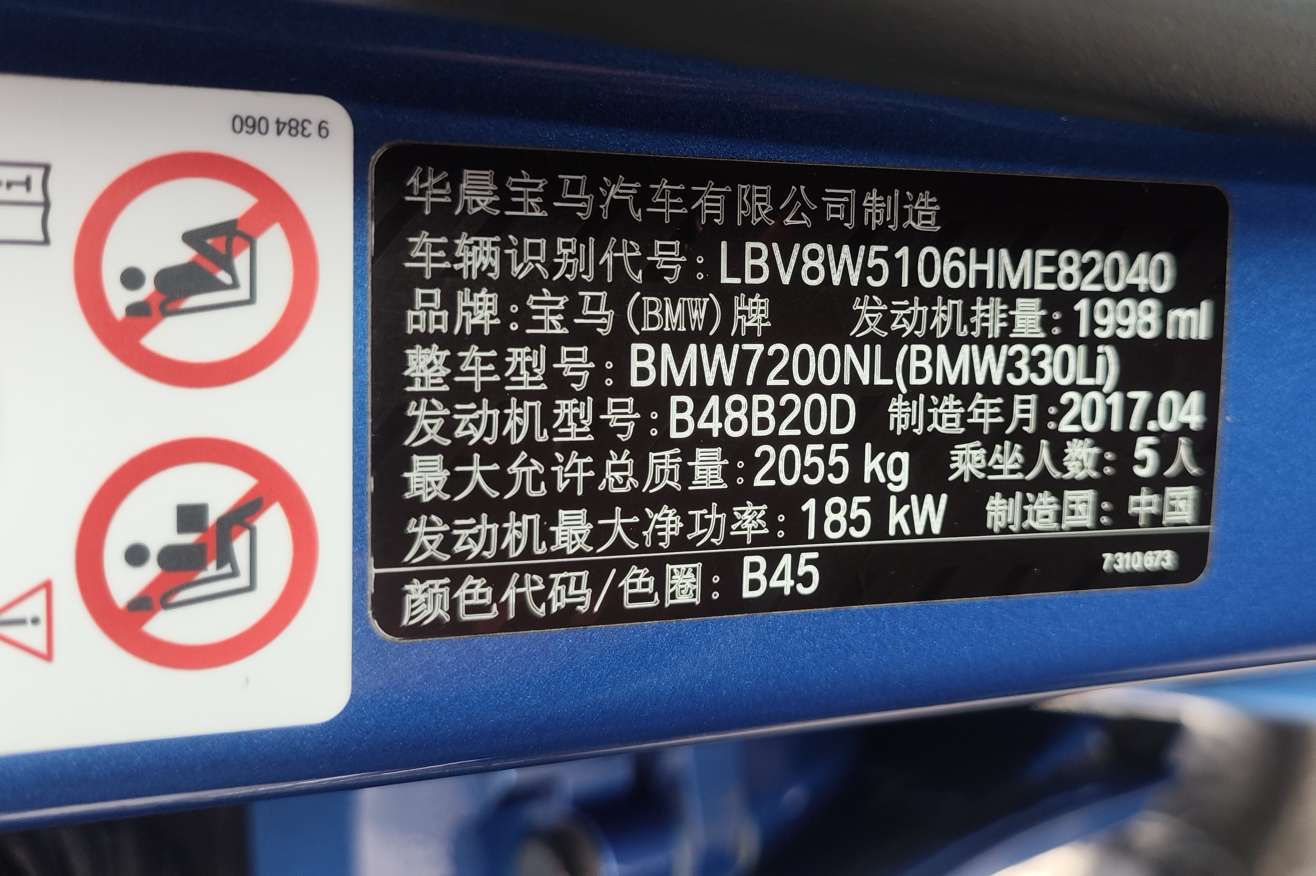 9 384 060
华晨宝马汽车有限公司制造
车辆识别代号：LBV8W5106HME82040
品牌：宝马(BMW)牌 发动机排量：1998 ml
整车型号：BMW7200NL(BMW330Li)
发动机型号：B48B20D 制造年月：2017.04
最大允许总质量：2055 kg 乘坐人数：5人
发动机最大净功率：185 kW 制造国：中国
颜色代码/色圈：B45
7310673